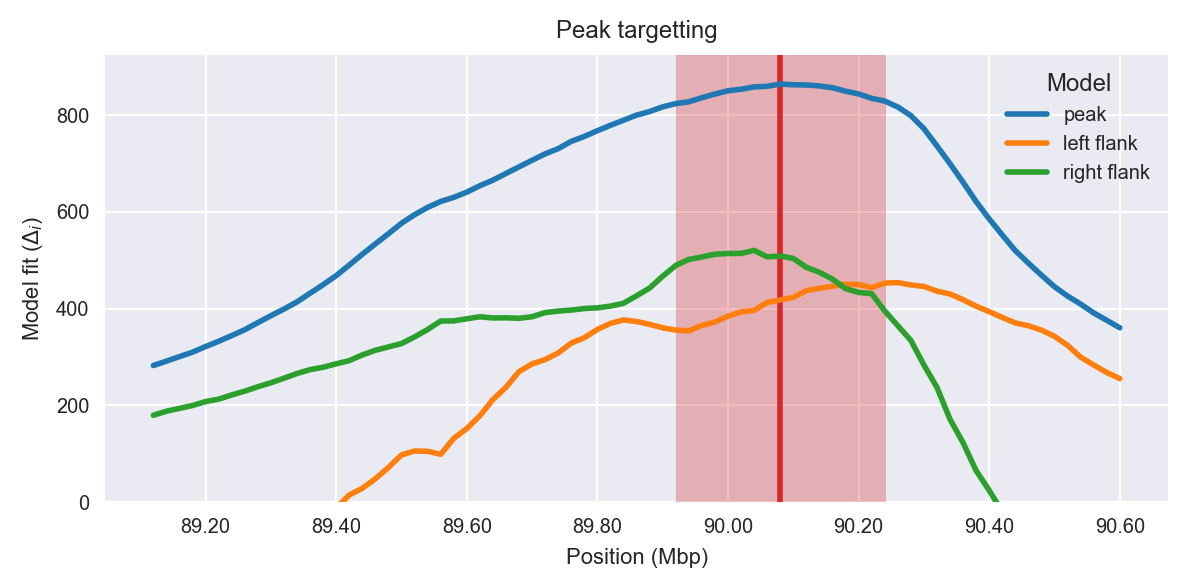 Peak targetting
Model
peak
left flank
right flank
Model fit (Δi)
800
600
400
200
0
89.20 89.40 89.60 89.80 90.00 90.20 90.40 90.60
Position (Mbp)